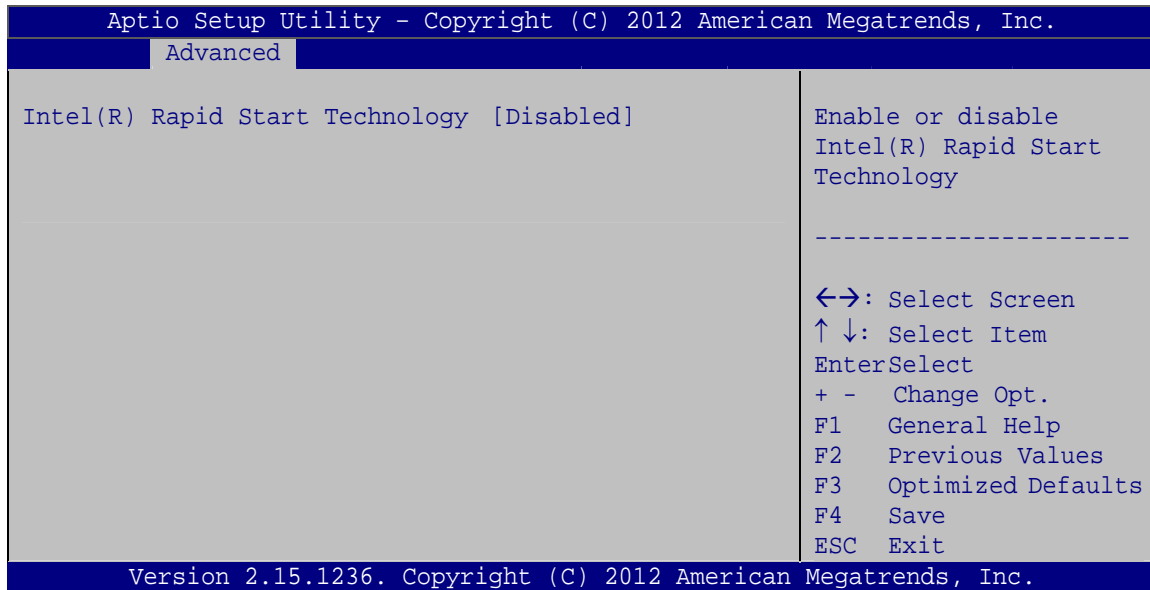 Aptio Setup Utility – Copyright (C) 2012 American Megatrends, Inc.
Advanced
Intel(R) Rapid Start Technology [Disabled]
Enable or disable
Intel(R) Rapid Start
Technology
----------------------
←→: Select Screen
↑ ↓: Select Item
EnterSelect
+ - Change Opt.
F1 General Help
F2 Previous Values
F3 Optimized Defaults
F4 Save
ESC Exit
Version 2.15.1236. Copyright (C) 2012 American Megatrends, Inc.